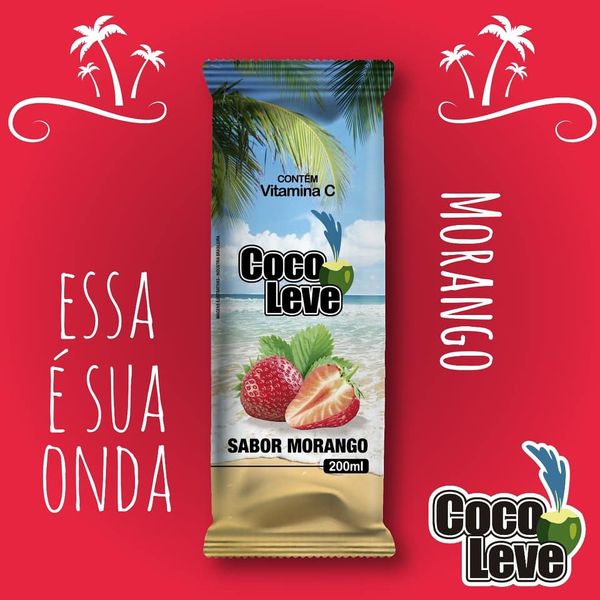 CONTÉM
Vitamina C
Coco
Leve
SABOR MORANGO
200ml
ESSA
É SUA
ONDA
MORANGO
Coco
Leve